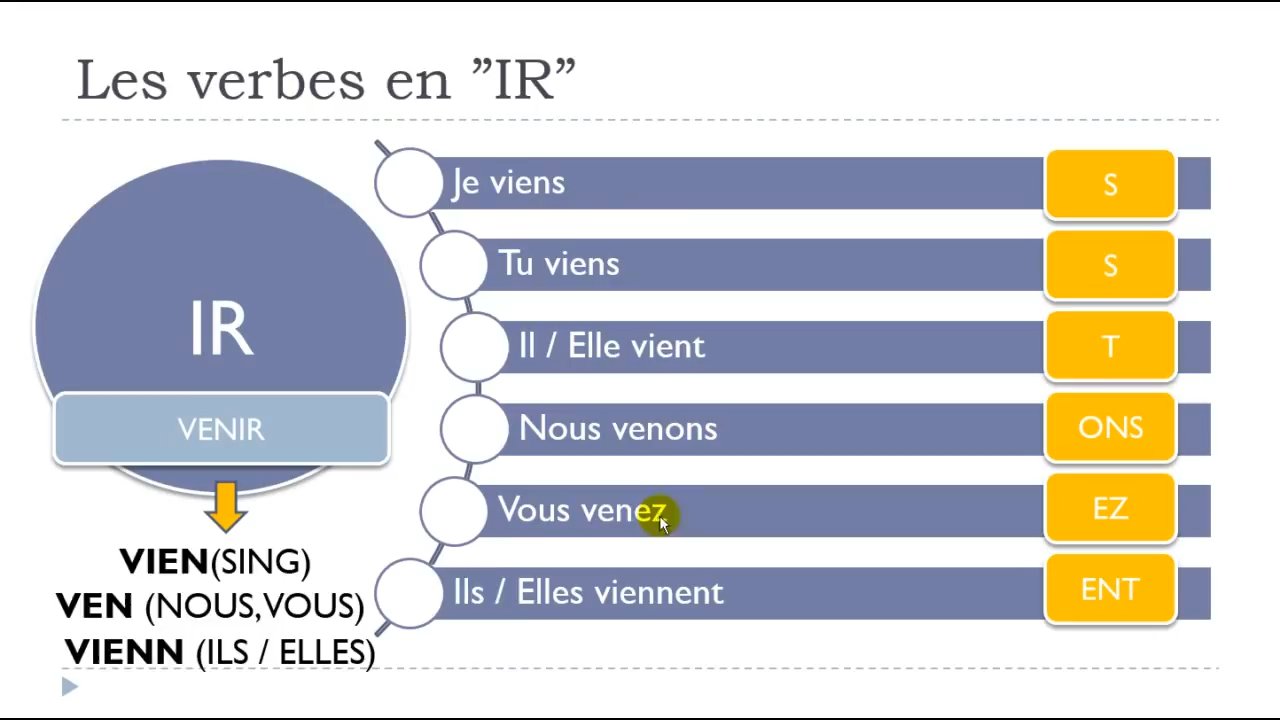 Les verbes en ”IR”
IR
VENIR
VIEN(SING)
VEN (NOUS,VOUS)
VIENN (ILS / ELLES)
Je viens S
Tu viens S
Il / Elle vient T
Nous venons ONS
Vous venez EZ
Ils / Elles viennent ENT